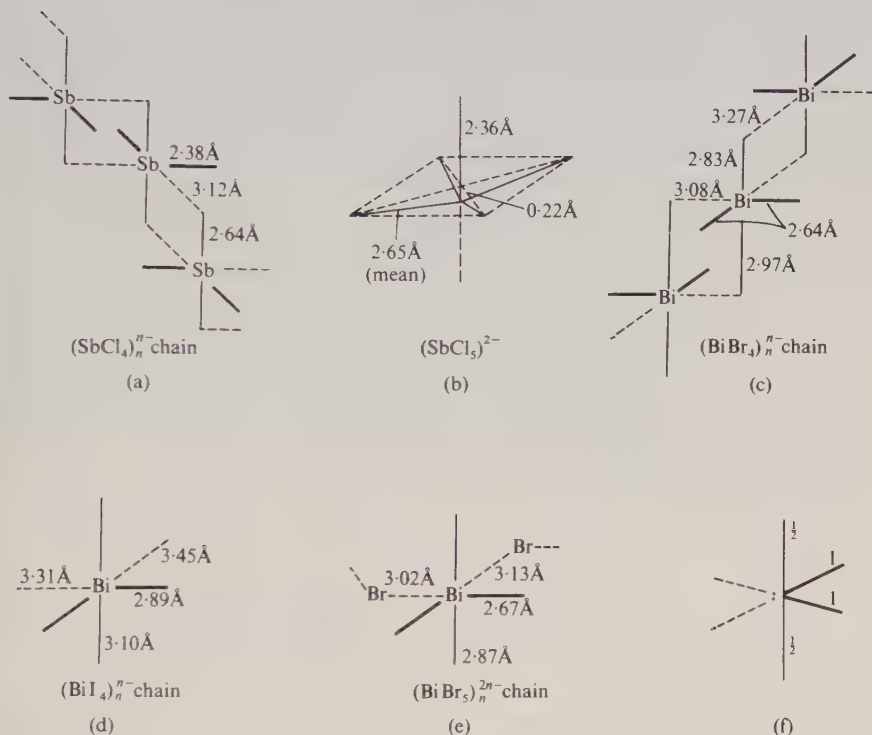 Sb
Sb
2·38Å
3·12Å
2·64Å
Sb
(SbCl₄)ₙⁿ⁻ chain
(a)
2·36Å
0·22Å
2·65Å
(mean)
(SbCl₅)²⁻
(b)
Bi
3·27Å
2·83Å
3·08Å
Bi
2·64Å
2·97Å
Bi
(BiBr₄)ₙⁿ⁻ chain
(c)
3·45Å
3·31Å
Bi
2·89Å
3·10Å
(BiI₄)ₙⁿ⁻ chain
(d)
Br
3·02Å
3·13Å
Br
Bi
2·67Å
2·87Å
(BiBr₅)ₙ²ⁿ⁻ chain
(e)
½
1
:
1
½
(f)